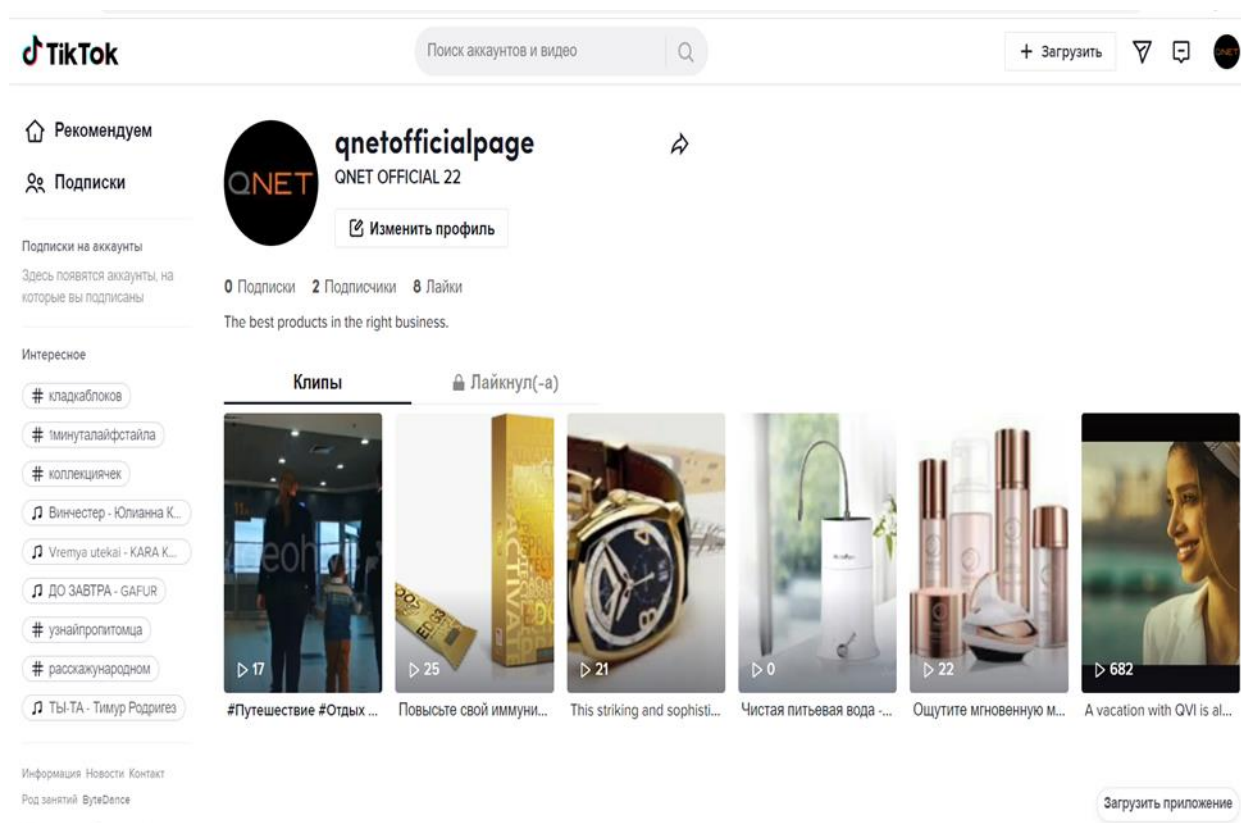 TikTok
Поиск аккаунтов и видео
+ Загрузить
QNET
Рекомендуем
Подписки
Подписки на аккаунты
Здесь появятся аккаунты, на
которые вы подписаны
Интересное
# кладкаблоков
# 1минуталайфстайла
# коллекциячек
Винчестер - Юлианна К...
Vremya utekai - KARA K...
ДО ЗАВТРА - GAFUR
# узнайпропитомца
# расскажународном
ТЫ-ТА - Тимур Родригез
Информация Новости Контакт
Род занятий ByteDance
QNET
qnetofficialpage
QNET OFFICIAL 22
Изменить профиль
0 Подписки 2 Подписчики 8 Лайки
The best products in the right business.
Клипы
Лайкнул(-а)
17
#Путешествие #Отдых ...
EDG3
25
Повысьте свой иммуни...
21
This striking and sophisti...
0
Чистая питьевая вода -...
22
Ощутите мгновенную м...
682
A vacation with QVI is al...
Загрузить приложение